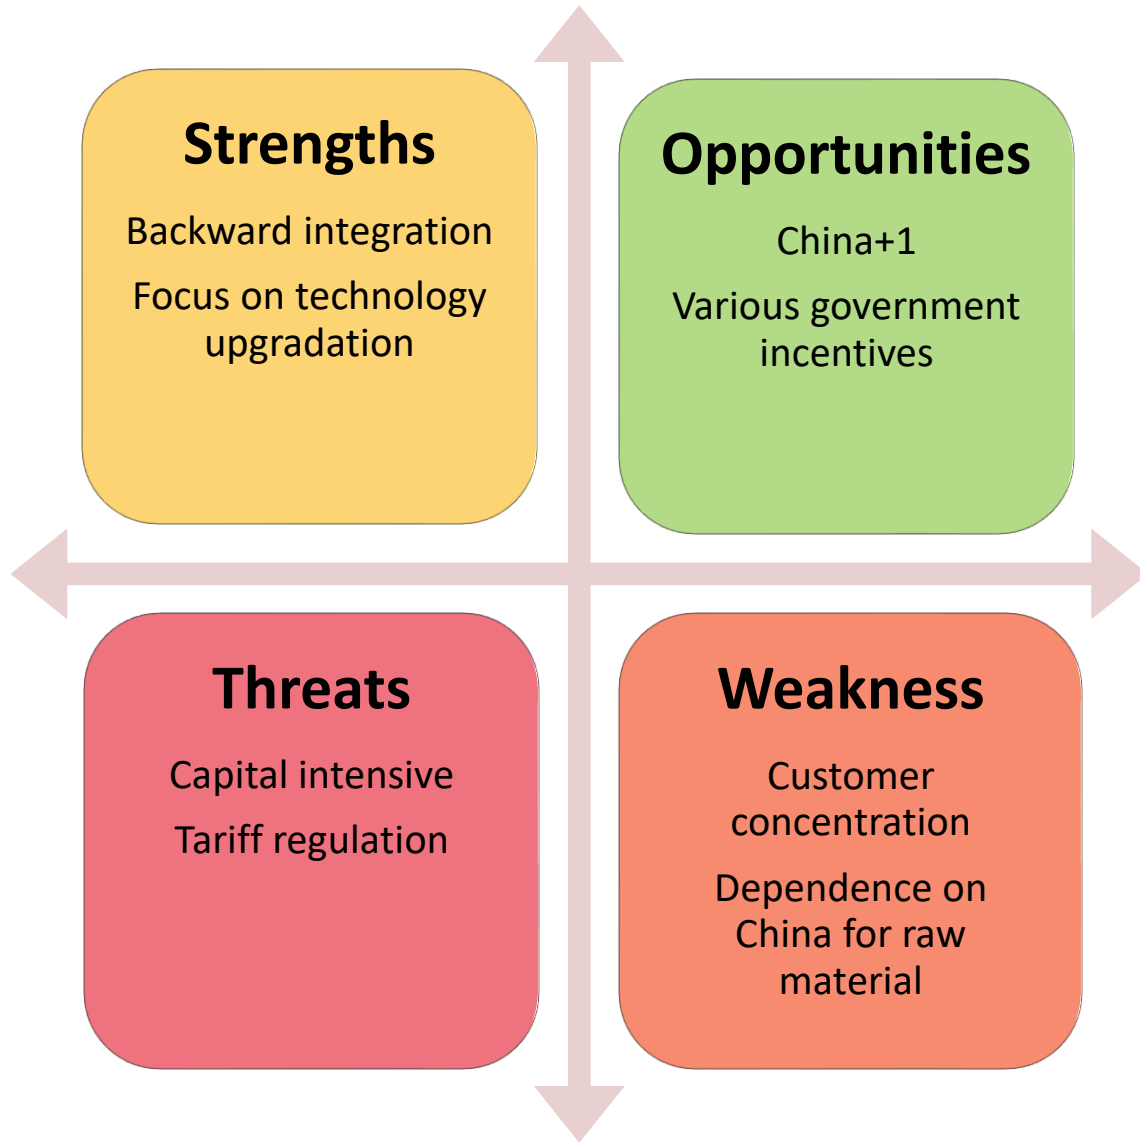 Strengths
Backward integration
Focus on technology
upgradation
Opportunities
China+1
Various government
incentives
Threats
Capital intensive
Tariff regulation
Weakness
Customer
concentration
Dependence on
China for raw
material